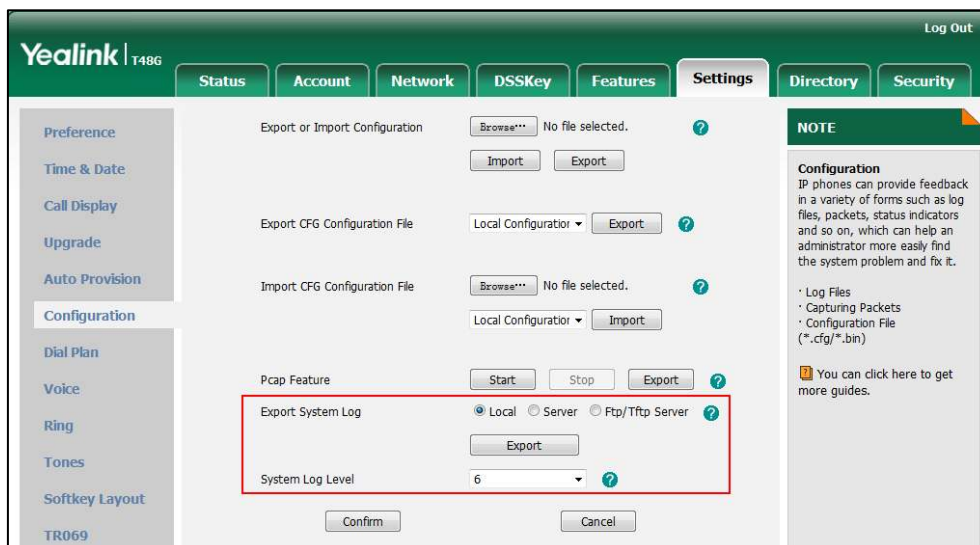 Log Out
Yealink | T48G
Status Account Network DSSKey Features Settings Directory Security
Preference
Time & Date
Call Display
Upgrade
Auto Provision
Configuration
Dial Plan
Voice
Ring
Tones
Softkey Layout
TR069
Export or Import Configuration Browse··· No file selected. ?
Import Export
Export CFG Configuration File Local Configuration Export ?
Import CFG Configuration File Browse··· No file selected. ?
Local Configuration Import
Pcap Feature Start Stop Export ?
Export System Log Local Server Ftp/Tftp Server ?
Export
System Log Level 6 ?
Confirm Cancel
NOTE
Configuration
IP phones can provide feedback
in a variety of forms such as log
files, packets, status indicators
and so on, which can help an
administrator more easily find
the system problem and fix it.
· Log Files
· Capturing Packets
· Configuration File
(*.cfg/*.bin)
? You can click here to get
more guides.